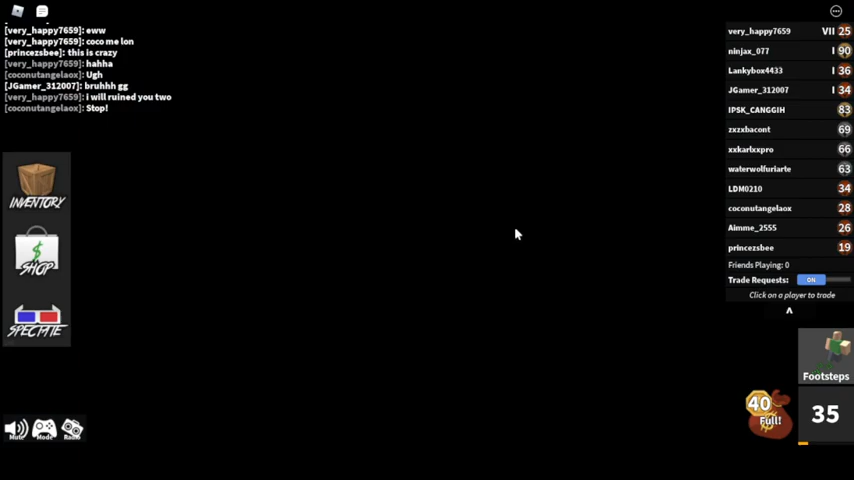 [very_happy7659]: eww
[very_happy7659]: coco me lon
[princezsbee]: this is crazy
[very_happy7659]: hahha
[coconutangelaox]: Ugh
[JGamer_312007]: bruhhh gg
[very_happy7659]: i will ruined you two
[coconutangelaox]: Stop!
INVENTORY
SHOP
SPECTATE
Mute
Mode
Radio
very_happy7659 VII 25
ninjax_077 I 90
Lankybox4433 I 36
JGamer_312007 I 34
IPSK_CANGGIH 83
zxzxbacont 69
xxkarlxxpro 66
waterwolfuriarte 63
LDM0210 34
coconutangelaox 28
Aimme_2555 26
princezsbee 19
Friends Playing: 0
Trade Requests: ON
Click on a player to trade
Footsteps
40
Full!
35